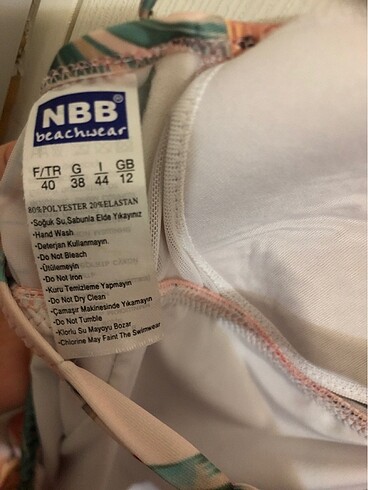 NBB®
beachwear
F/TR G I GB
40 38 44 12
80%POLYESTER 20%ELASTAN
-Soğuk Su,Sabunla Elde Yıkayınız
-Hand Wash
-Deterjan Kullanmayın.
-Do Not Bleach
-Ütülemeyin
-Do Not Iron
-Kuru Temizleme Yapmayın
-Do Not Dry Clean
-Çamaşır Makinesinde Yıkamayın
-Do Not Tumble
-Klorlu Su Mayoyu Bozar
-Chlorine May Faint The Swimwear